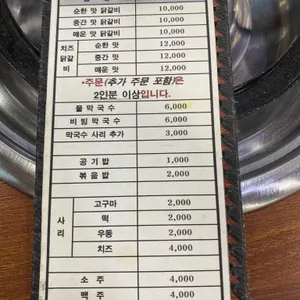 순한 맛 닭갈비 10,000
중간 맛 닭갈비 10,000
매운 맛 닭갈비 10,000
치즈 닭갈비 순한 맛 12,000
중간 맛 12,000
매운 맛 12,000
*주문(추가 주문 포함)은
2인분 이상입니다.
물막국수 6,000
비빔막국수 6,000
막국수 사리 추가 3,000
공기밥 1,000
볶음밥 2,000
사리 고구마 2,000
떡 2,000
우동 2,000
치즈 4,000
소주 4,000
맥주 4,000